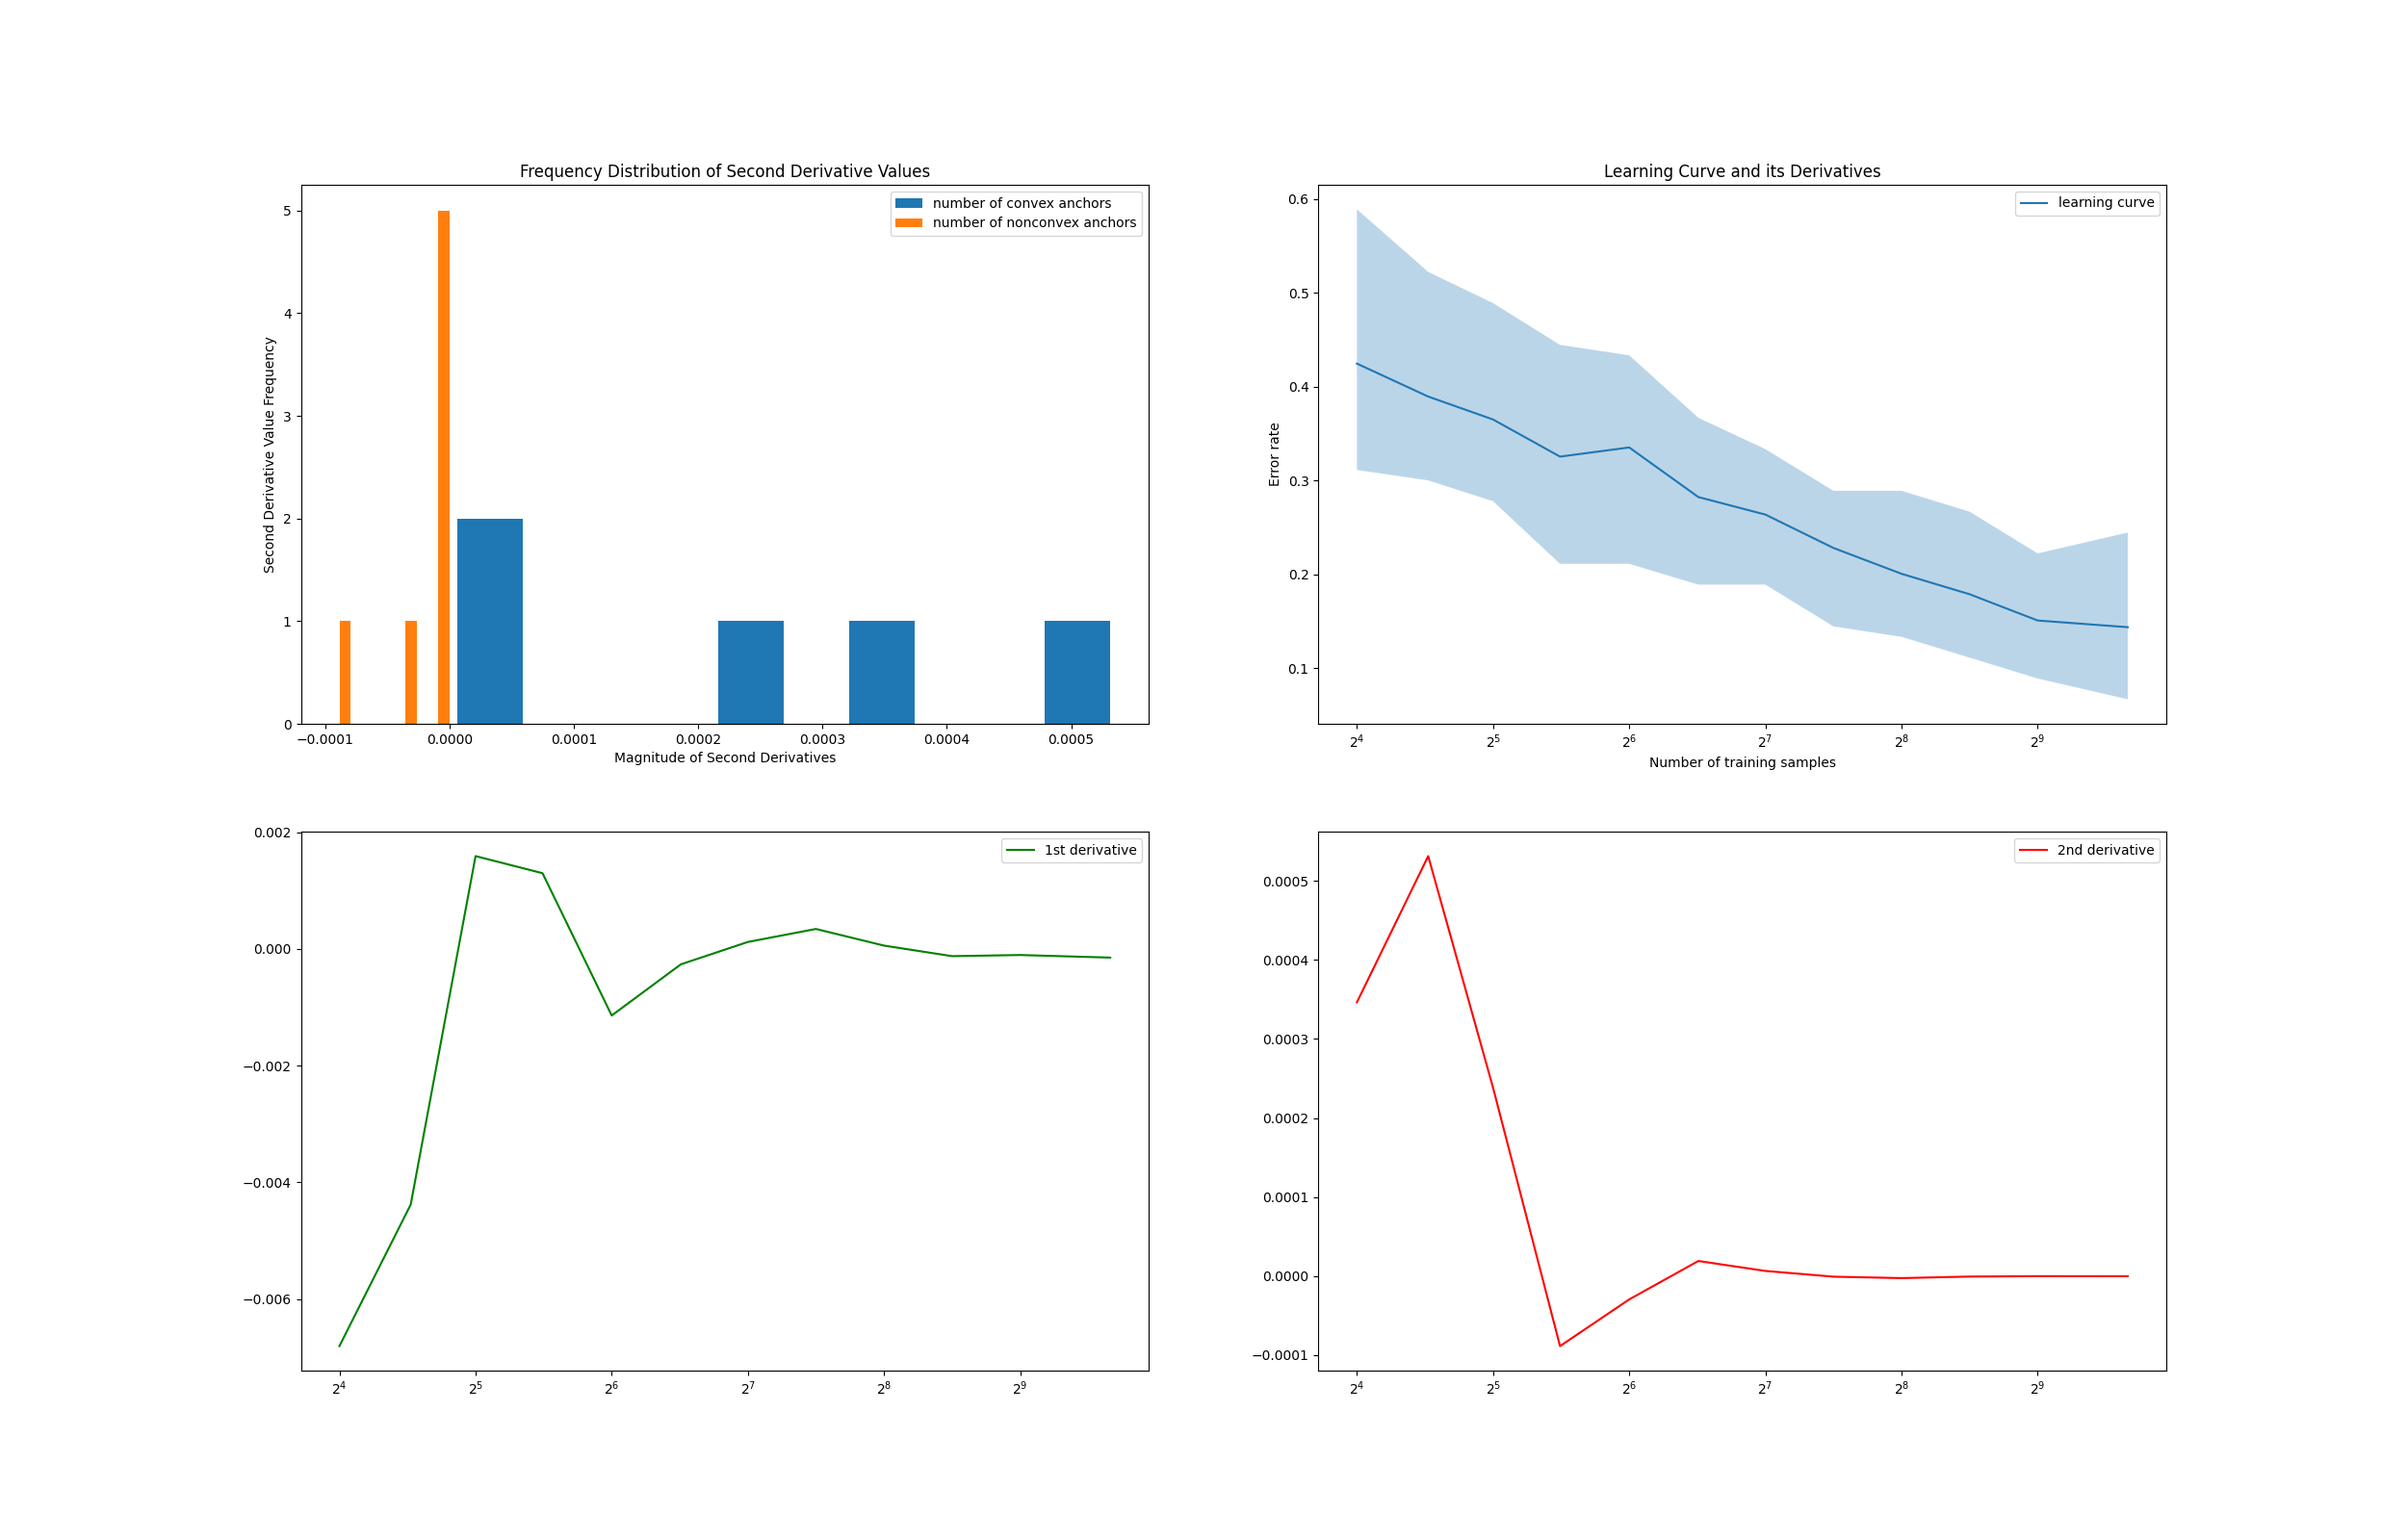 Frequency Distribution of Second Derivative Values
number of convex anchors
number of nonconvex anchors
Second Derivative Value Frequency
5
4
3
2
1
0
−0.0001 0.0000 0.0001 0.0002 0.0003 0.0004 0.0005
Magnitude of Second Derivatives
Learning Curve and its Derivatives
learning curve
Error rate
0.6
0.5
0.4
0.3
0.2
0.1
2⁴ 2⁵ 2⁶ 2⁷ 2⁸ 2⁹
Number of training samples
1st derivative
0.002
0.000
−0.002
−0.004
−0.006
2⁴ 2⁵ 2⁶ 2⁷ 2⁸ 2⁹
2nd derivative
0.0005
0.0004
0.0003
0.0002
0.0001
0.0000
−0.0001
2⁴ 2⁵ 2⁶ 2⁷ 2⁸ 2⁹